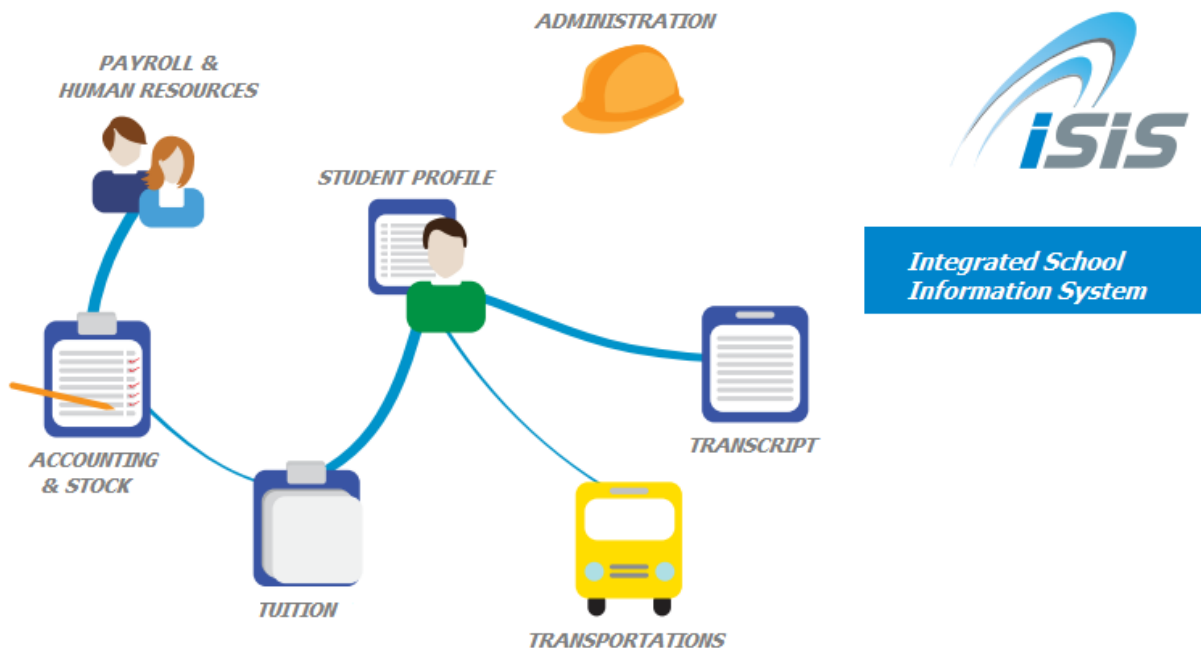 ADMINISTRATION
PAYROLL &
HUMAN RESOURCES
iSiS
STUDENT PROFILE
Integrated School
Information System
TRANSCRIPT
ACCOUNTING
& STOCK
TUITION
TRANSPORTATIONS